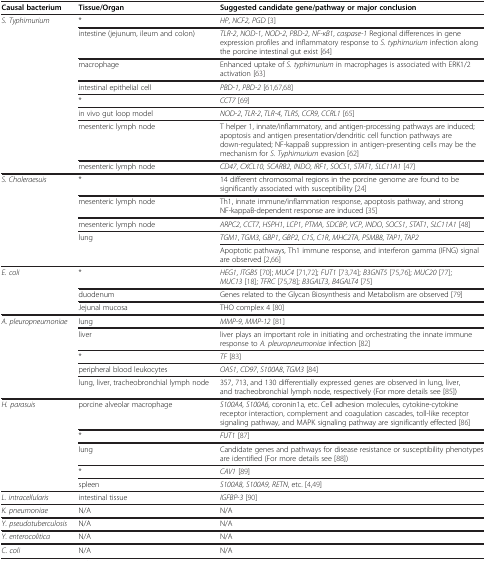 Causal bacterium Tissue/Organ Suggested candidate gene/pathway or major conclusion
S. Typhimurium * HP, NCF2, PGD [3]
intestine (jejunum, ileum and colon) TLR-2, NOD-1, NOD-2, PBD-2, NF-κB1, caspase-1 Regional differences in gene
expression profiles and inflammatory response to S. typhimurium infection along
the porcine intestinal gut exist [64]
macrophage Enhanced uptake of S. typhimurium in macrophages is associated with ERK1/2
activation [63]
intestinal epithelial cell PBD-1, PBD-2 [61,67,68]
* CCT7 [69]
in vivo gut loop model NOD-2, TLR-2, TLR-4, TLR5, CCR9, CCRL1 [65]
mesenteric lymph node T helper 1, innate/inflammatory, and antigen-processing pathways are induced;
apoptosis and antigen presentation/dendritic cell function pathways are
down-regulated; NF-kappaB suppression in antigen-presenting cells may be the
mechanism for S. Typhimurium evasion [62]
mesenteric lymph node CD47, CXCL10, SCARB2, INDO, IRF1, SOCS1, STAT1, SLC11A1 [47]
S. Choleraesuis * 14 different chromosomal regions in the porcine genome are found to be
significantly associated with susceptibility [24]
mesenteric lymph node Th1, innate immune/inflammation response, apoptosis pathway, and strong
NF-kappaB-dependent response are induced [35]
mesenteric lymph node ARPC2, CCT7, HSPH1, LCP1, PTMA, SDCBP, VCP, INDO, SOCS1, STAT1, SLC11A1 [48]
lung TGM1, TGM3, GBP1, GBP2, C1S, C1R, MHC2TA, PSMB8, TAP1, TAP2
Apoptotic pathways, Th1 immune response, and interferon gamma (IFNG) signal
are observed [2,66]
E. coli * HEG1, ITGB5 [70]; MUC4 [71,72]; FUT1 [73,74]; B3GNT5 [75,76]; MUC20 [77];
MUC13 [18]; TFRC [75,78]; B3GALT3, B4GALT4 [75]
duodenum Genes related to the Glycan Biosynthesis and Metabolism are observed [79]
Jejunal mucosa THO complex 4 [80]
A. pleuropneumoniae lung MMP-9, MMP-12 [81]
liver liver plays an important role in initiating and orchestrating the innate immune
response to A. pleuropneumoniae infection [82]
* TF [83]
peripheral blood leukocytes OAS1, CD97, S100A8, TGM3 [84]
lung, liver, tracheobronchial lymph node 357, 713, and 130 differentially expressed genes are observed in lung, liver,
and tracheobronchial lymph node, respectively (For more details see [85])
H. parasuis porcine alveolar macrophage S100A4, S100A6, coronin1a, etc. Cell adhesion molecules, cytokine-cytokine
receptor interaction, complement and coagulation cascades, toll-like receptor
signaling pathway, and MAPK signaling pathway are significantly effected [86]
* FUT1 [87]
lung Candidate genes and pathways for disease resistance or susceptibility phenotypes
are identified (For more details see [88])
* CAV1 [89]
spleen S100A8, S100A9, RETN, etc. [4,49]
L. intracellularis intestinal tissue IGFBP-3 [90]
K. pneumoniae N/A N/A
Y. pseudotuberculosis N/A N/A
Y. enterocolitica N/A N/A
C. coli N/A N/A